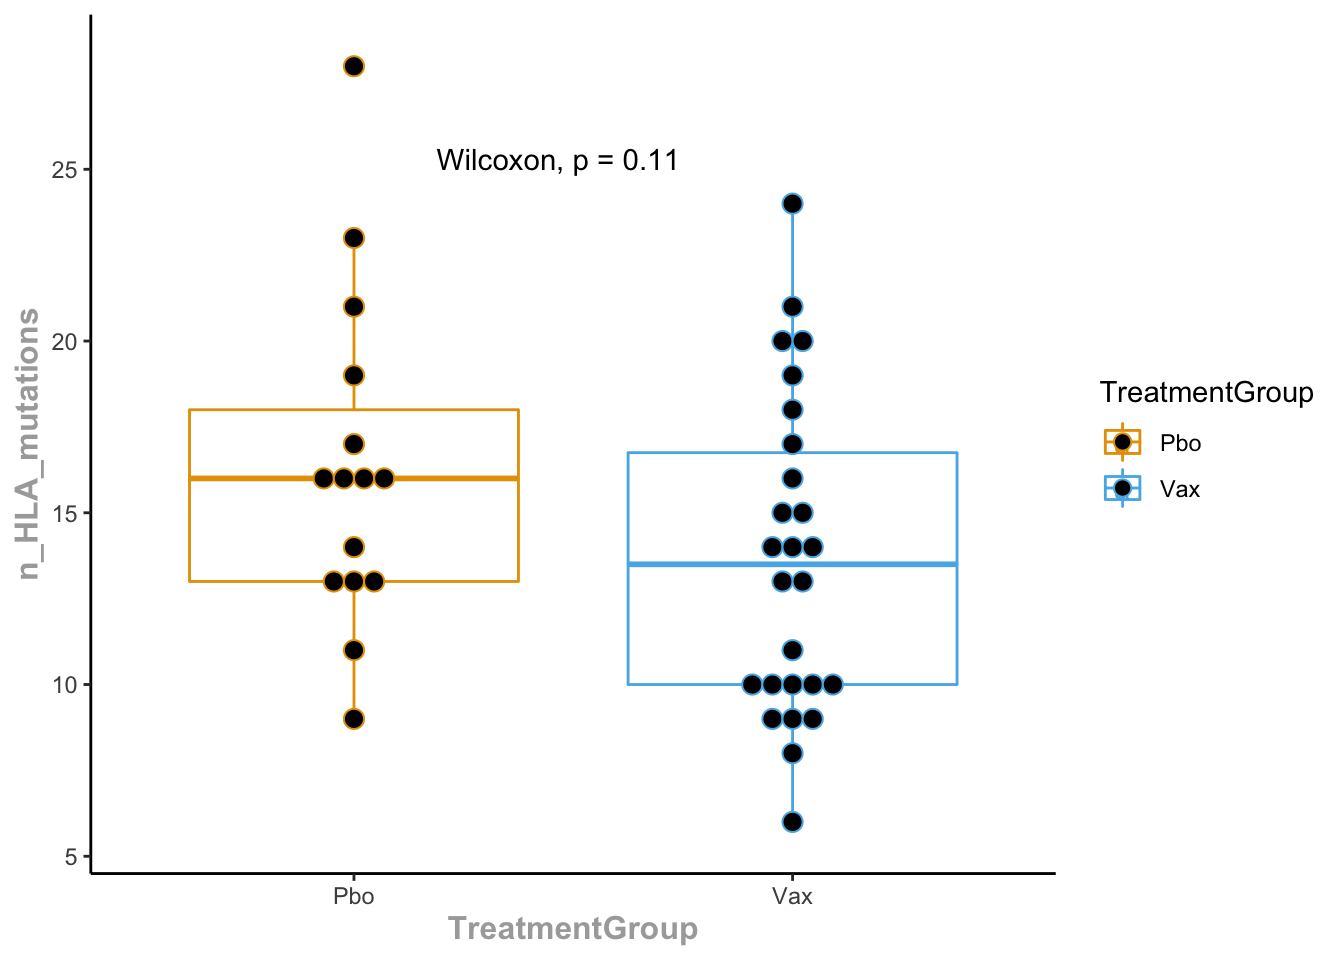 Wilcoxon, p = 0.11
n_HLA_mutations
25
20
15
10
5
Pbo
Vax
TreatmentGroup
TreatmentGroup
Pbo
Vax